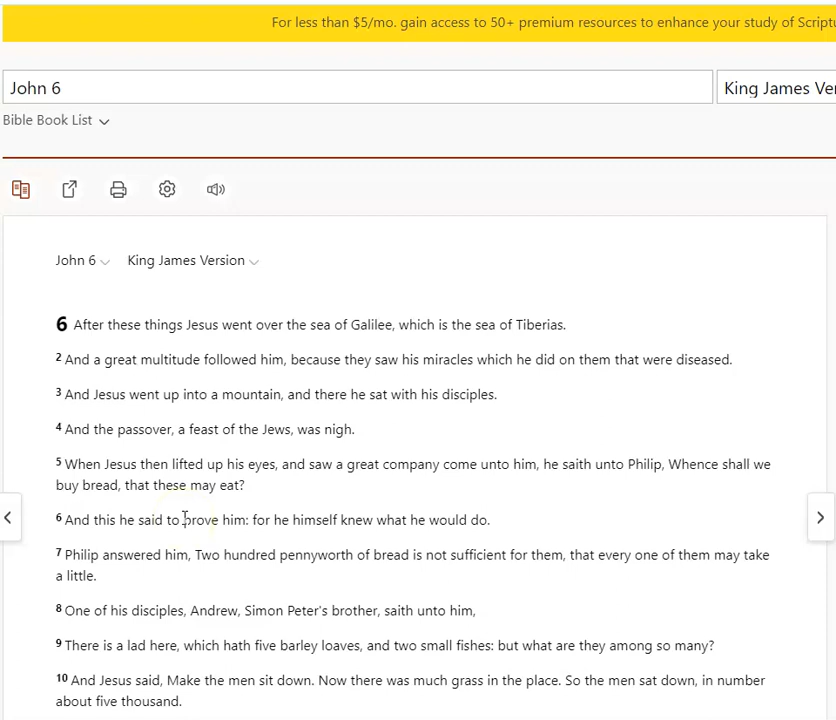 For less than $5/mo. gain access to 50+ premium resources to enhance your study of
John 6
King James
Bible Book List
John 6 King James Version
6 After these things Jesus went over the sea of Galilee, which is the sea of Tiberias.
2 And a great multitude followed him, because they saw his miracles which he did on them that were diseased.
3 And Jesus went up into a mountain, and there he sat with his disciples.
4 And the passover, a feast of the Jews, was nigh.
5 When Jesus then lifted up his eyes, and saw a great company come unto him, he saith unto Philip, Whence shall we
buy bread, that these may eat?
6 And this he said to prove him: for he himself knew what he would do.
7 Philip answered him, Two hundred pennyworth of bread is not sufficient for them, that every one of them may take
a little.
8 One of his disciples, Andrew, Simon Peter's brother, saith unto him,
9 There is a lad here, which hath five barley loaves, and two small fishes: but what are they among so many?
10 And Jesus said, Make the men sit down. Now there was much grass in the place. So the men sat down, in number
about five thousand.